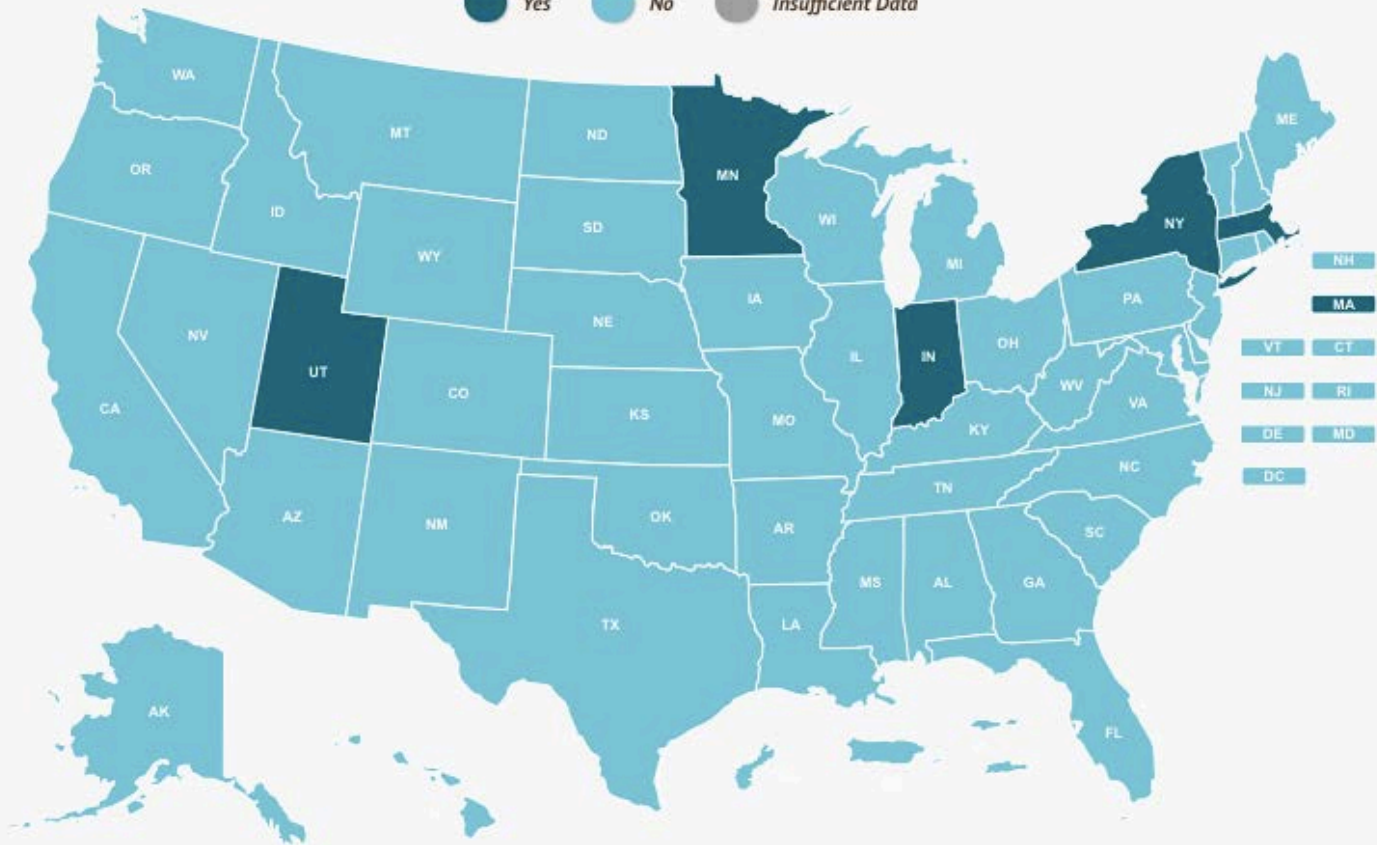 Yes No Insufficient Data
WA
MT
ND
MN
OR
ID
SD
WI
WY
MI
NY
ME
NH
MA
VT CT
NJ RI
DE MD
DC
NV
UT
CO
NE
IA
IL
IN
OH
PA
CA
KS
MO
KY
WV
VA
AZ
NM
OK
AR
TN
NC
SC
TX
LA
MS
AL
GA
FL
AK